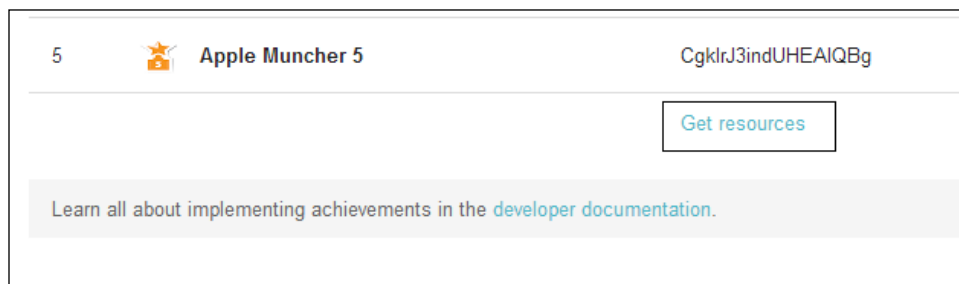 5 Apple Muncher 5 CgkIrJ3indUHEAIQBg
Get resources
Learn all about implementing achievements in the developer documentation.